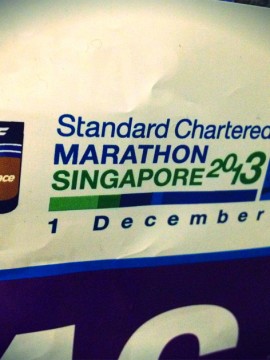 Standard Chartered
MARATHON
SINGAPORE 2013
1 December